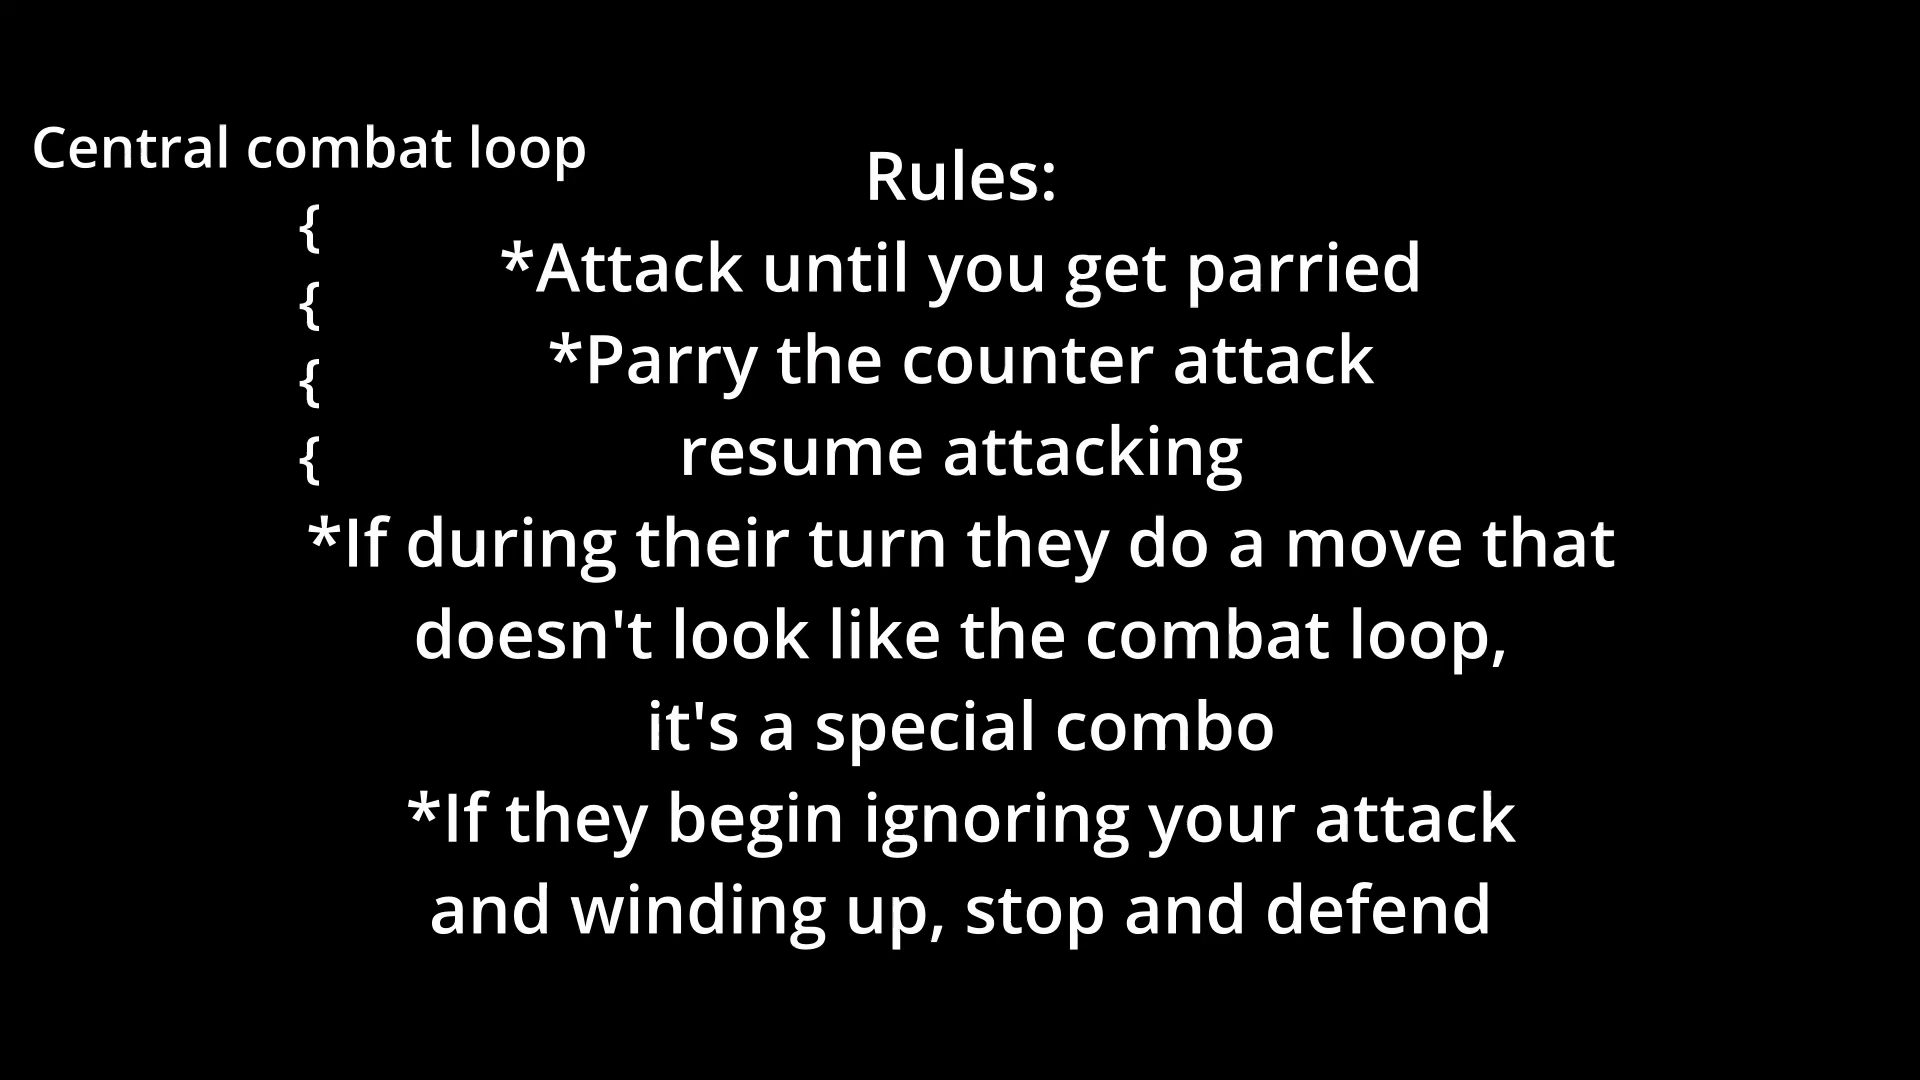 Central combat loop
{
{
{
{
Rules:
*Attack until you get parried
*Parry the counter attack
resume attacking
*If during their turn they do a move that
doesn't look like the combat loop,
it's a special combo
*If they begin ignoring your attack
and winding up, stop and defend